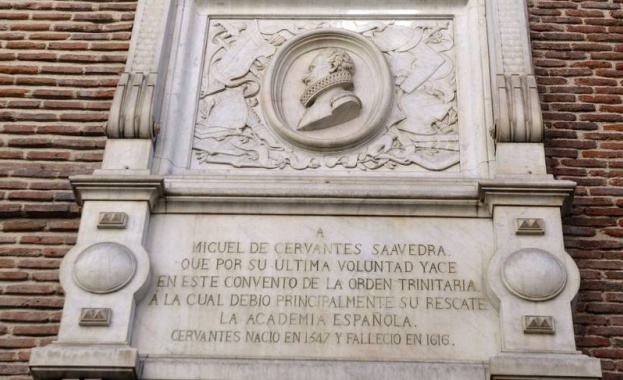 A
MIGUEL DE CERVANTES SAAVEDRA.
QUE POR SU ULTIMA VOLUNTAD YACE
EN ESTE CONVENTO DE LA ORDEN TRINITARIA
A LA CUAL DEBIO PRINCIPALMENTE SU RESCATE
LA ACADEMIA ESPAÑOLA.
CERVANTES NACIO EN 1547 Y FALLECIO EN 1616.